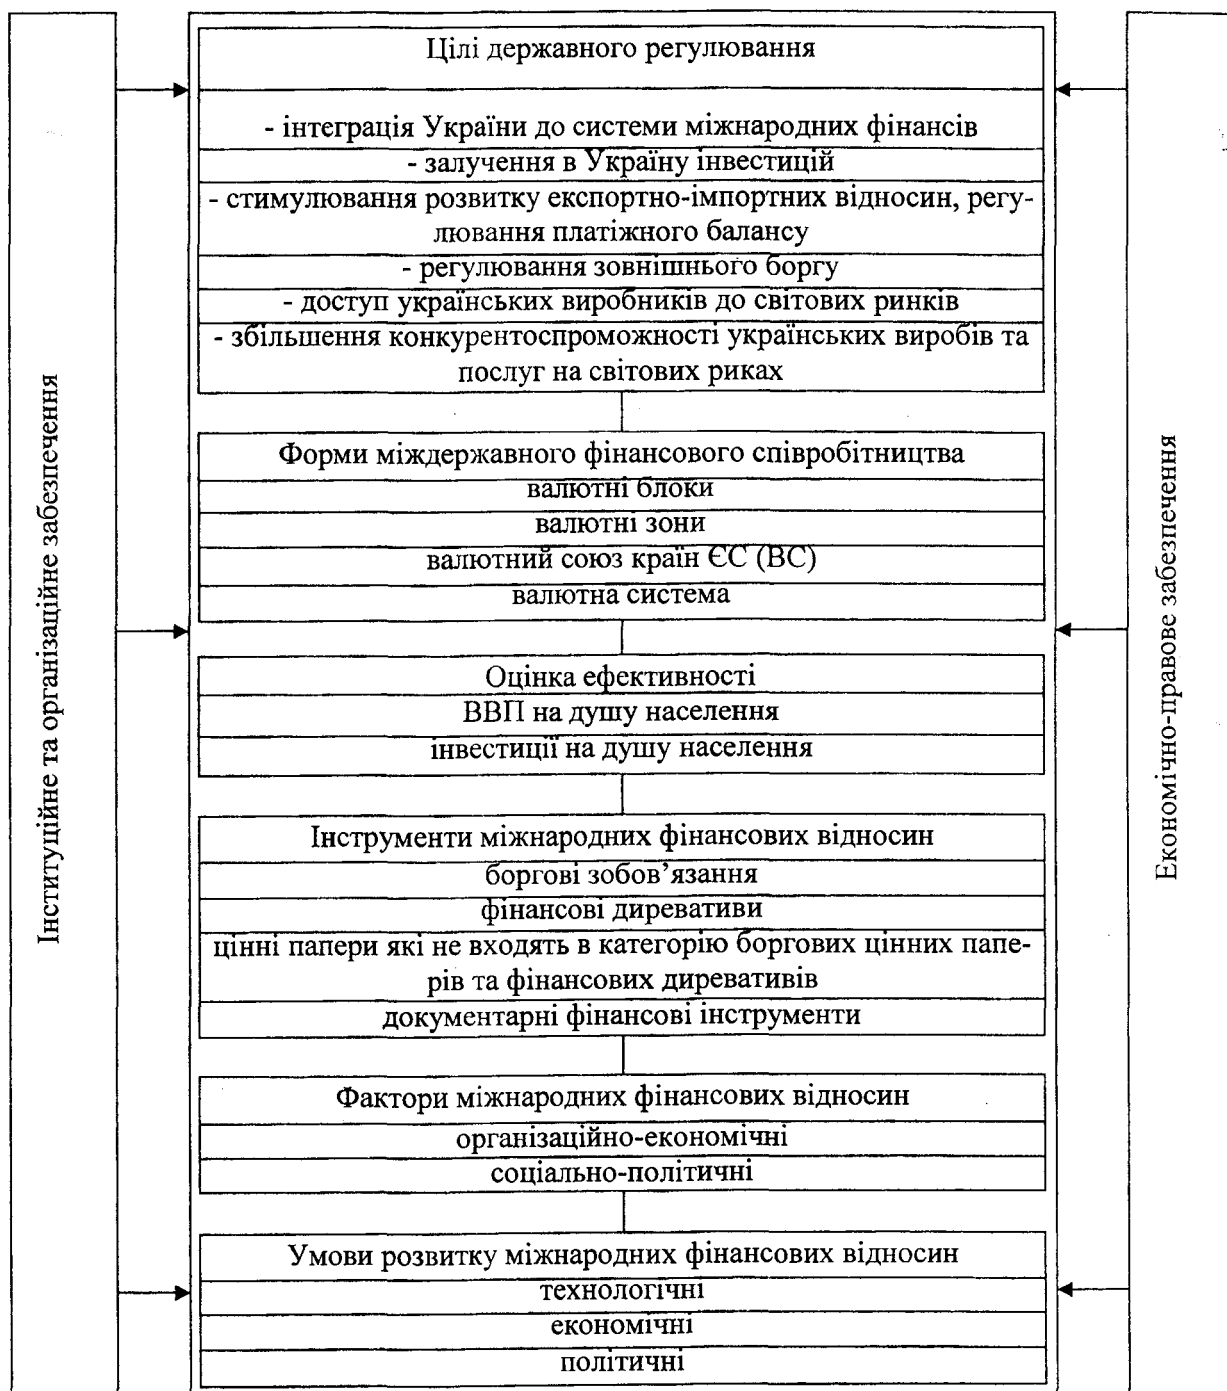 Цілі державного регулювання
- інтеграція України до системи міжнародних фінансів
- залучення в Україну інвестицій
- стимулювання розвитку експортно-імпортних відносин, регу-
лювання платіжного балансу
- регулювання зовнішнього боргу
- доступ українських виробників до світових ринків
- збільшення конкурентоспроможності українських виробів та
послуг на світових риках
Форми міждержавного фінансового співробітництва
валютні блоки
валютні зони
валютний союз країн ЄС (ВС)
валютна система
Оцінка ефективності
ВВП на душу населення
інвестиції на душу населення
Інструменти міжнародних фінансових відносин
боргові зобов’язання
фінансові диревативи
цінні папери які не входять в категорію боргових цінних папе-
рів та фінансових диревативів
документарні фінансові інструменти
Фактори міжнародних фінансових відносин
організаційно-економічні
соціально-політичні
Умови розвитку міжнародних фінансових відносин
технологічні
економічні
політичні
Інституційне та організаційне забезпечення
Економічно-правове забезпечення